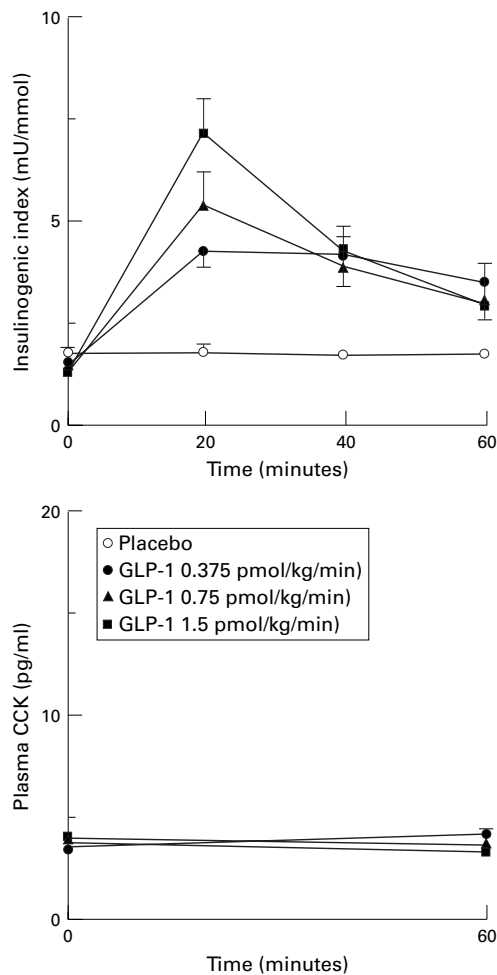 10
5
0
Insulinogenic index (mU/mmol)
0 20 40 60
Time (minutes)
20
10
0
Plasma CCK (pg/ml)
Placebo
GLP-1 0.375 pmol/kg/min)
GLP-1 0.75 pmol/kg/min)
GLP-1 1.5 pmol/kg/min)
0 60
Time (minutes)